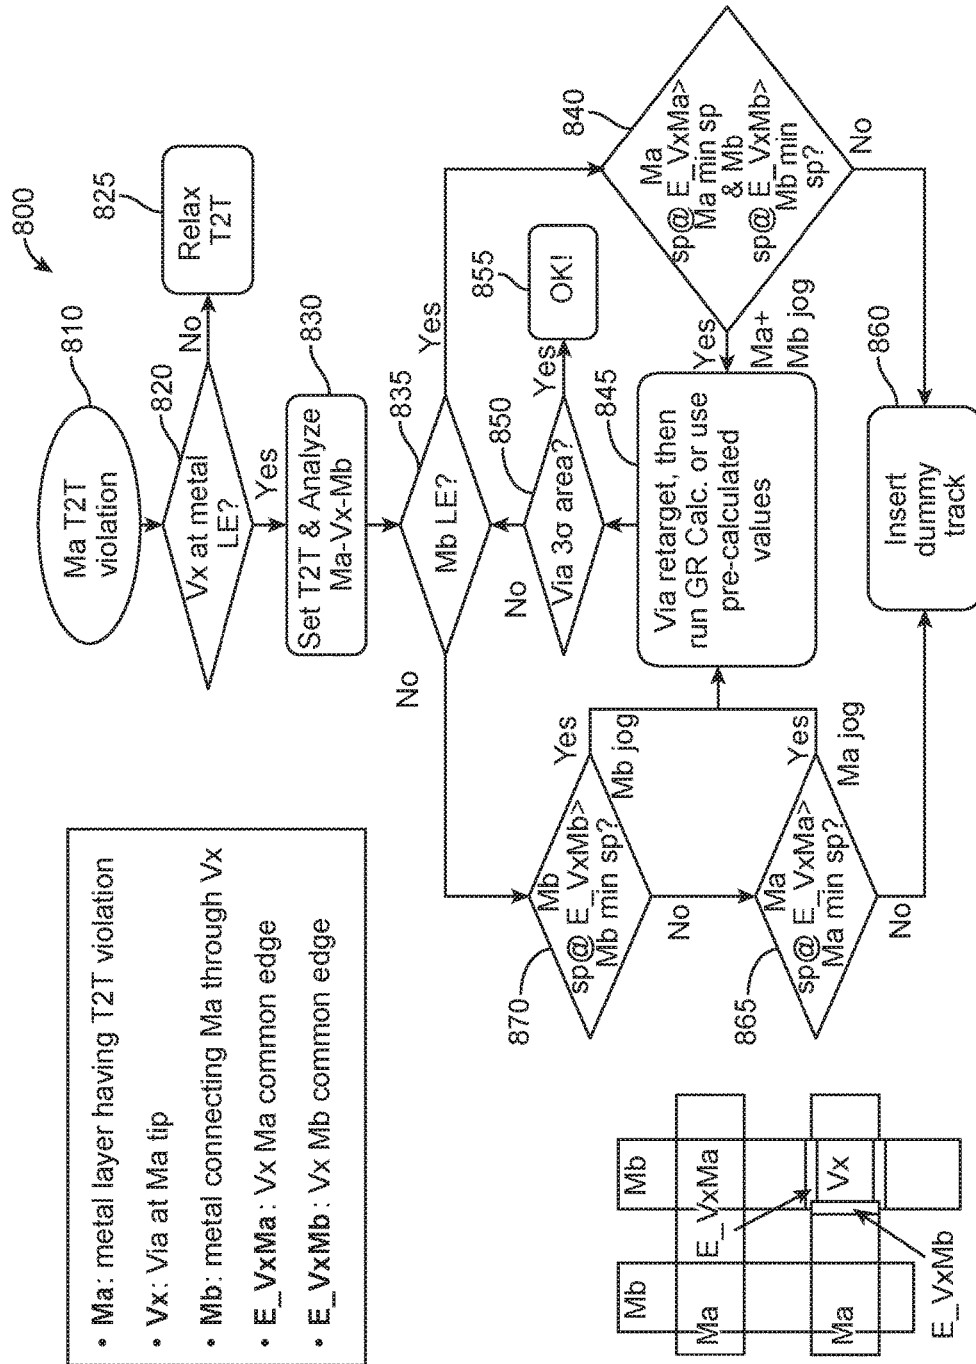 800
810
Ma T2T
violation
820
Vx at metal
LE?
No
825
Relax
T2T
Yes
830
Set T2T & Analyze
Ma-Vx-Mb
835
Mb LE?
Yes
No
840
Ma
sp@ E_VxMa>
Ma min sp
& Mb
sp@ E_VxMb>
Mb min
sp?
Yes
Ma+
Mb jog
No
850
Via 3σ area?
Yes
No
855
OK!
845
Via retarget, then
run GR Calc. or use
pre-calculated
values
870
Mb
sp@ E_VxMb>
Mb min sp?
Yes
Mb jog
No
865
Ma
sp@ E_VxMa>
Ma min sp?
Yes
Ma jog
No
860
Insert
dummy
track
• Ma: metal layer having T2T violation
• Vx: Via at Ma tip
• Mb: metal connecting Ma through Vx
• E_VxMa: Vx Ma common edge
• E_VxMb: Vx Mb common edge
Mb
Mb
Ma
E_VxMa
Ma
Vx
E_VxMb